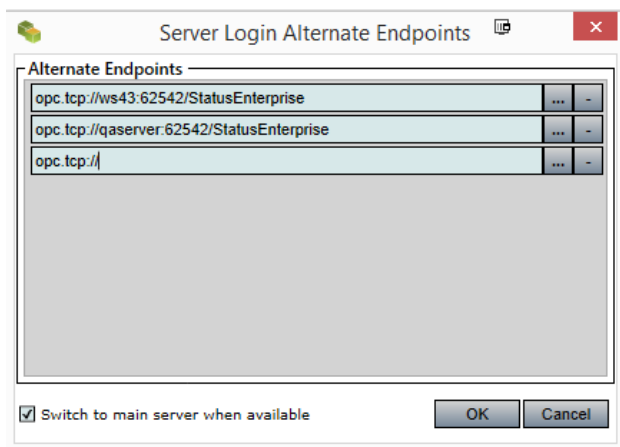 Server Login Alternate Endpoints
Alternate Endpoints
opc.tcp://ws43:62542/StatusEnterprise ... -
opc.tcp://qaserver:62542/StatusEnterprise ... -
opc.tcp:// ... -
Switch to main server when available OK Cancel